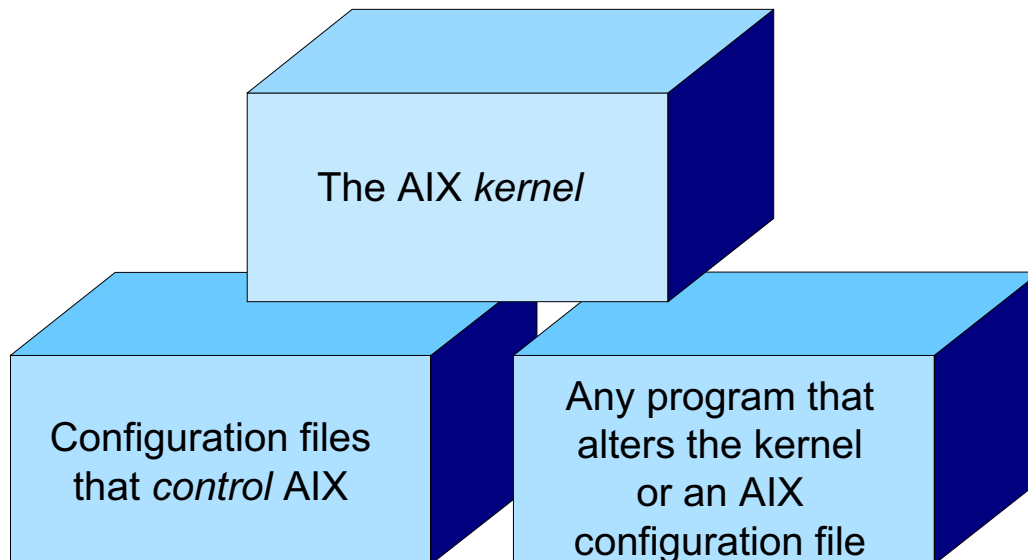 The AIX kernel
Configuration files
that control AIX
Any program that
alters the kernel
or an AIX
configuration file